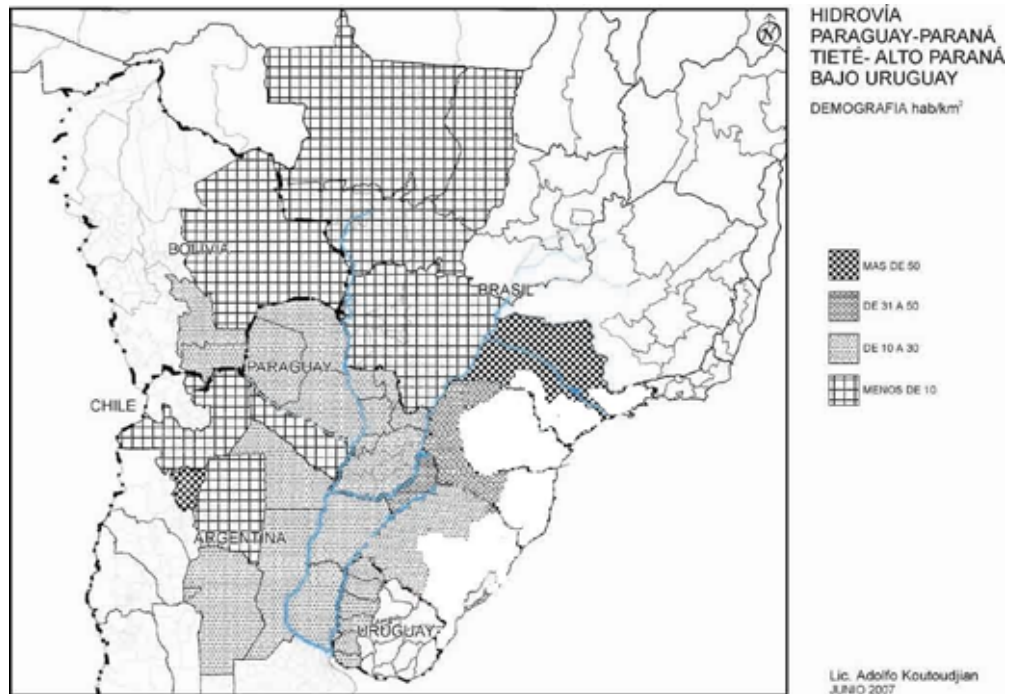 HIDROVÍA
PARAGUAY-PARANÁ
TIETÉ- ALTO PARANÁ
BAJO URUGUAY
DEMOGRAFIA hab/km²
N
BOLIVIA
BRASIL
PARAGUAY
CHILE
ARGENTINA
URUGUAY
MAS DE 50
DE 31 A 50
DE 10 A 30
MENOS DE 10
Lic. Adolfo Koutoudjian
JUNIO 2007